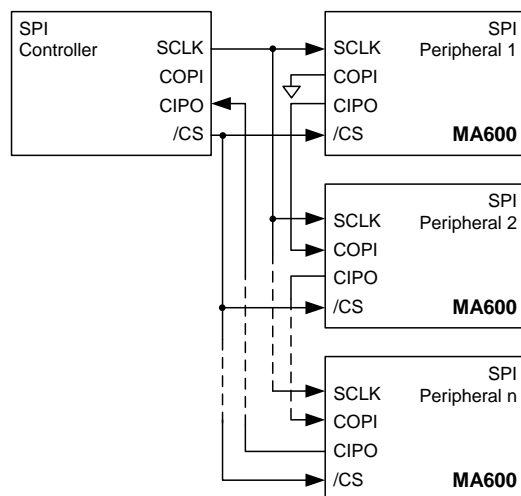 SPI
Controller
SCLK
COPI
CIPO
/CS
SPI
Peripheral 1
SCLK
COPI
CIPO
/CS
MA600
SPI
Peripheral 2
SCLK
COPI
CIPO
/CS
MA600
SPI
Peripheral n
SCLK
COPI
CIPO
/CS
MA600